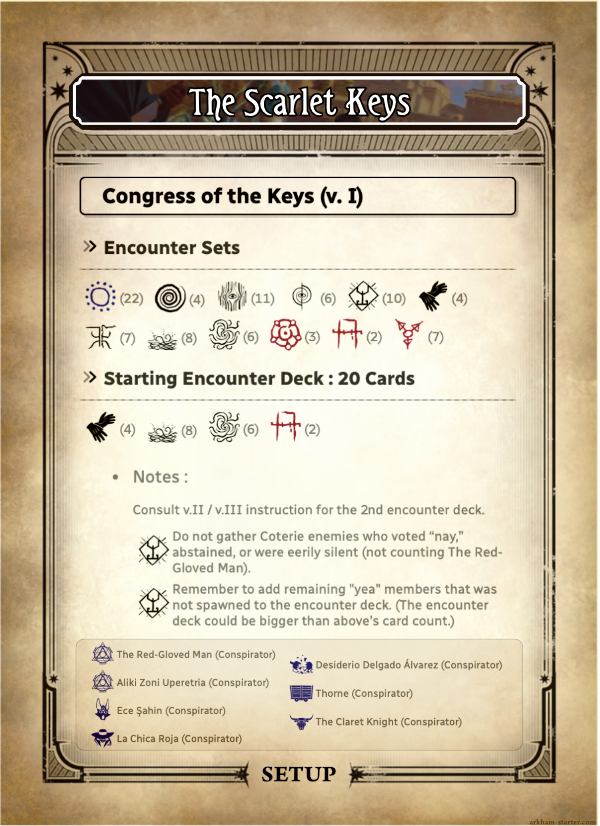 The Scarlet Keys
Congress of the Keys (v. I)
Encounter Sets
(22) (4) (11) (6) (10) (4)
(7) (8) (6) (3) (2) (7)
Starting Encounter Deck : 20 Cards
(4) (8) (6) (2)
• Notes :
Consult v.II / v.III instruction for the 2nd encounter deck.
Do not gather Coterie enemies who voted “nay,”
abstained, or were eerily silent (not counting The Red-
Gloved Man).
Remember to add remaining "yea" members that was
not spawned to the encounter deck. (The encounter
deck could be bigger than above's card count.)
The Red-Gloved Man (Conspirator)
Aliki Zoni Uperetria (Conspirator)
Ece Şahin (Conspirator)
La Chica Roja (Conspirator)
Desiderio Delgado Álvarez (Conspirator)
Thorne (Conspirator)
The Claret Knight (Conspirator)
SETUP
arkham-starter.com